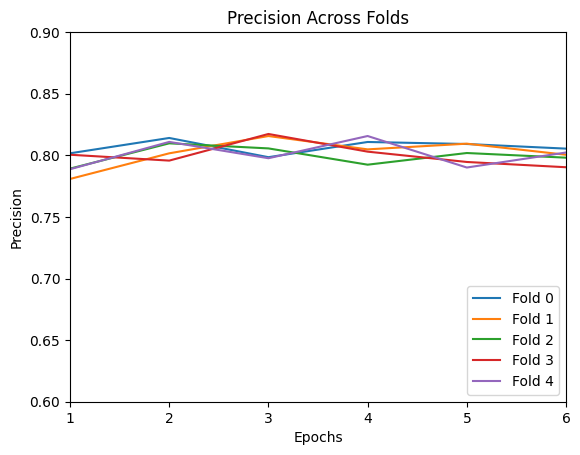 Precision Across Folds
0.90
0.85
0.80
0.75
0.70
0.65
0.60
Precision
Fold 0
Fold 1
Fold 2
Fold 3
Fold 4
1 2 3 4 5 6
Epochs